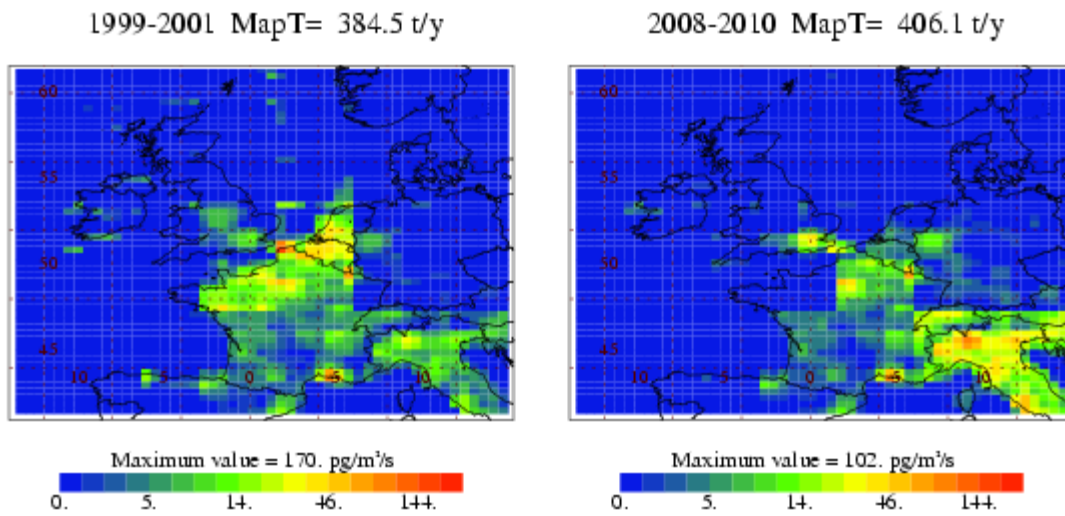 1999-2001 MapT= 384.5 t/y
2008-2010 MapT= 406.1 t/y
60
55
50
45
10 0 5 10
60
55
50
45
10 0 5 10
Maximum value = 170. pg/m³/s
0. 5. 14. 46. 144.
Maximum value = 102. pg/m³/s
0. 5. 14. 46. 144.